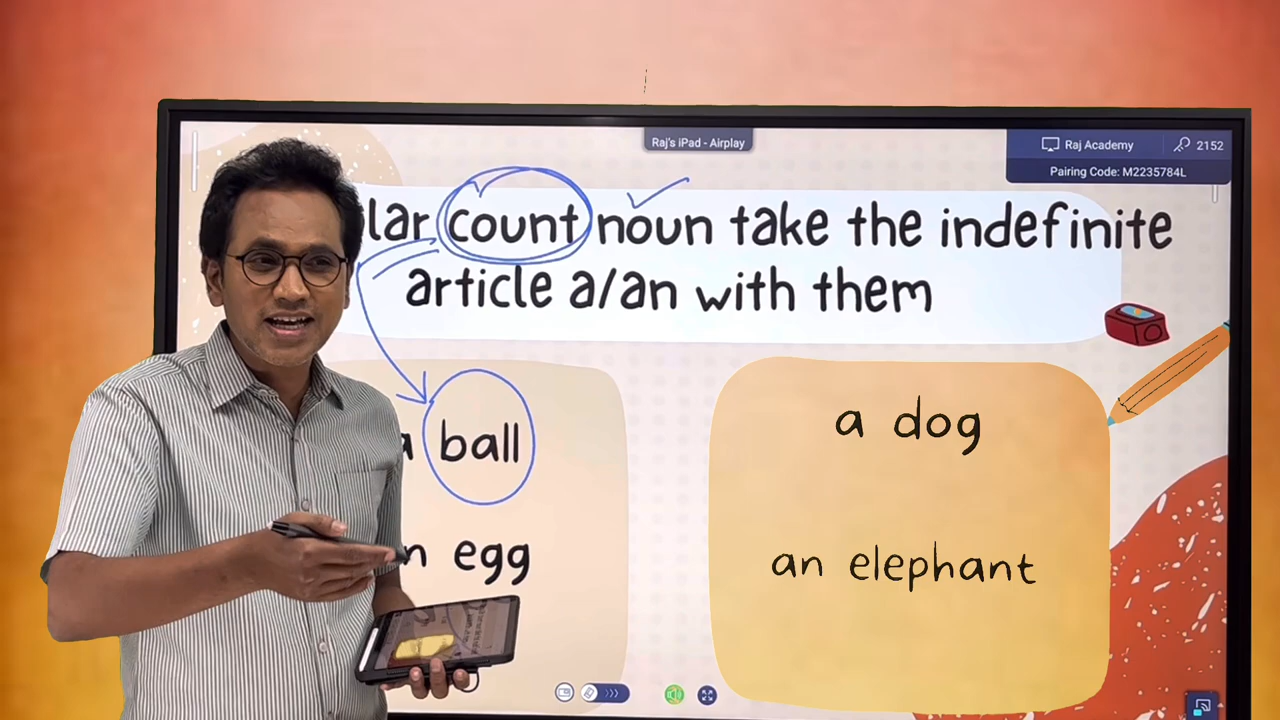 Raj's iPad - Airplay
Raj Academy 2152
Pairing Code: M2235784L
lar count noun take the indefinite
article a/an with them
a ball
n egg
a dog
an elephant